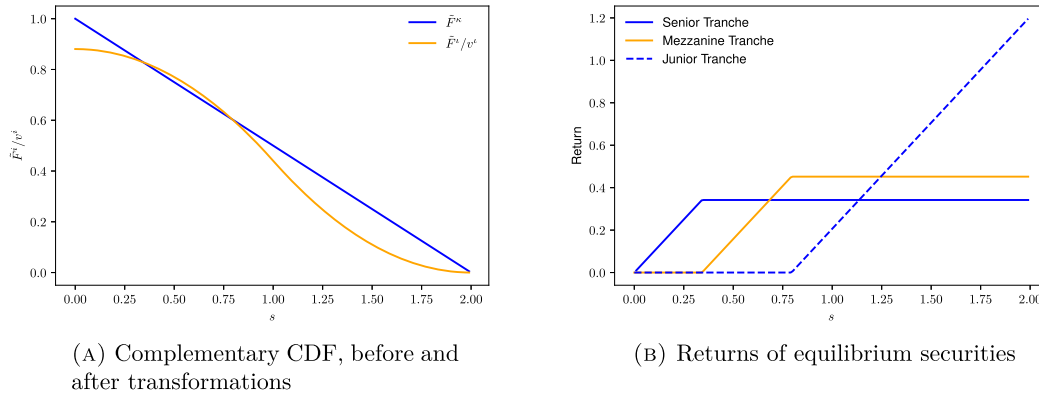 1.0
0.8
0.6
0.4
0.2
0.0
F̃ⁱ/vⁱ
F̃ᵏ
F̃ᶥ/vᶥ
0.00 0.25 0.50 0.75 1.00 1.25 1.50 1.75 2.00
s
(A) Complementary CDF, before and
after transformations
1.2
1.0
0.8
0.6
0.4
0.2
0.0
Return
Senior Tranche
Mezzanine Tranche
Junior Tranche
0.00 0.25 0.50 0.75 1.00 1.25 1.50 1.75 2.00
s
(B) Returns of equilibrium securities